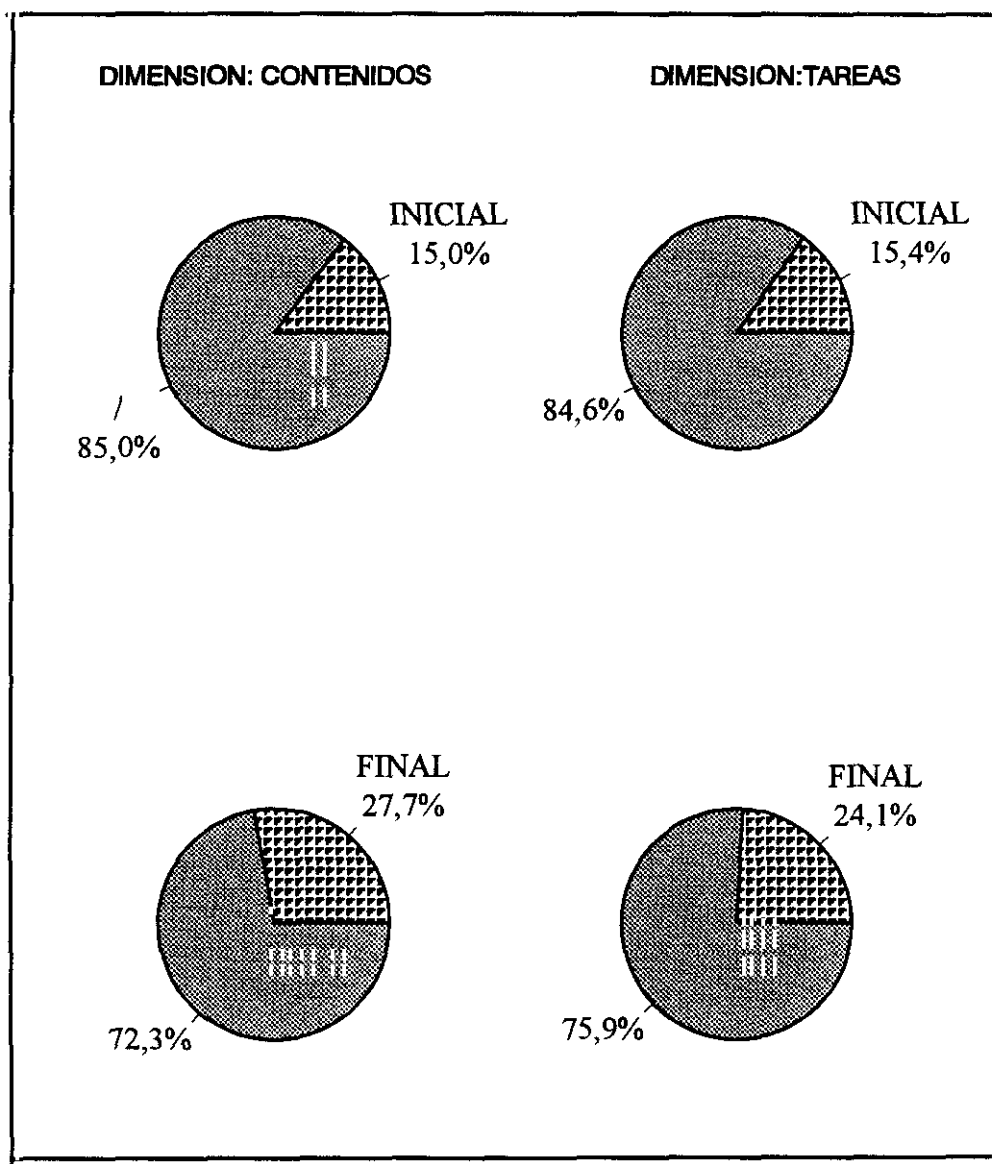 DIMENSION: CONTENIDOS
DIMENSION:TAREAS
INICIAL
15,0%
85,0%
INICIAL
15,4%
84,6%
FINAL
27,7%
72,3%
FINAL
24,1%
75,9%